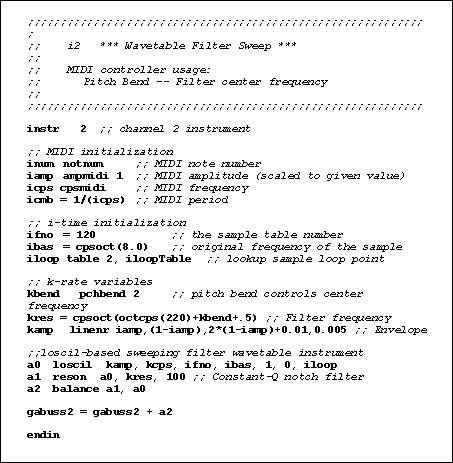 ;;;;;;;;;;;;;;;;;;;;;;;;;;;;;;;;;;;;;;;;;;;;;;;;;;;;;;;;;;;;;
;
;;    i2   *** Wavetable Filter Sweep ***
;;
;;    MIDI controller usage:
;;      Pitch Bend -- Filter center frequency
;;
;;;;;;;;;;;;;;;;;;;;;;;;;;;;;;;;;;;;;;;;;;;;;;;;;;;;;;;;;;;;;
instr   2  ;; channel 2 instrument
;; MIDI initialization
inum notnum     ;; MIDI note number
iamp ampmidi 1  ;; MIDI amplitude (scaled to given value)
icps cpsmidi    ;; MIDI frequency
icmb = 1/(icps) ;; MIDI period
;; i-time initialization
ifno = 120            ;; the sample table number
ibas = cpsoct(8.0)    ;; original frequency of the sample
iloop table 2, iloopTable  ;; lookup sample loop point
;; k-rate variables
kbend  pchbend 2     ;; pitch bend controls center
frequency
kres = cpsoct(octcps(220)+kbend+.5) ;; Filter frequency
kamp  linenr iamp,(1-iamp),2*(1-iamp)+0.01,0.005 ;; Envelope
;;loscil-based sweeping filter wavetable instrument
a0  loscil  kamp, kcps, ifno, ibas, 1, 0, iloop
a1  reson  a0, kres, 100 ;; Constant-Q notch filter
a2  balance a1, a0
gabuss2 = gabuss2 + a2
endin